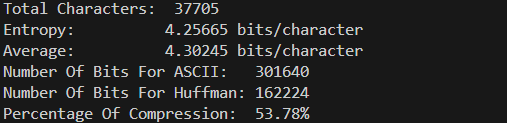 Total Characters:  37705
Entropy:           4.25665 bits/character
Average:           4.30245 bits/character
Number Of Bits For ASCII:   301640
Number Of Bits For Huffman: 162224
Percentage Of Compression:  53.78%